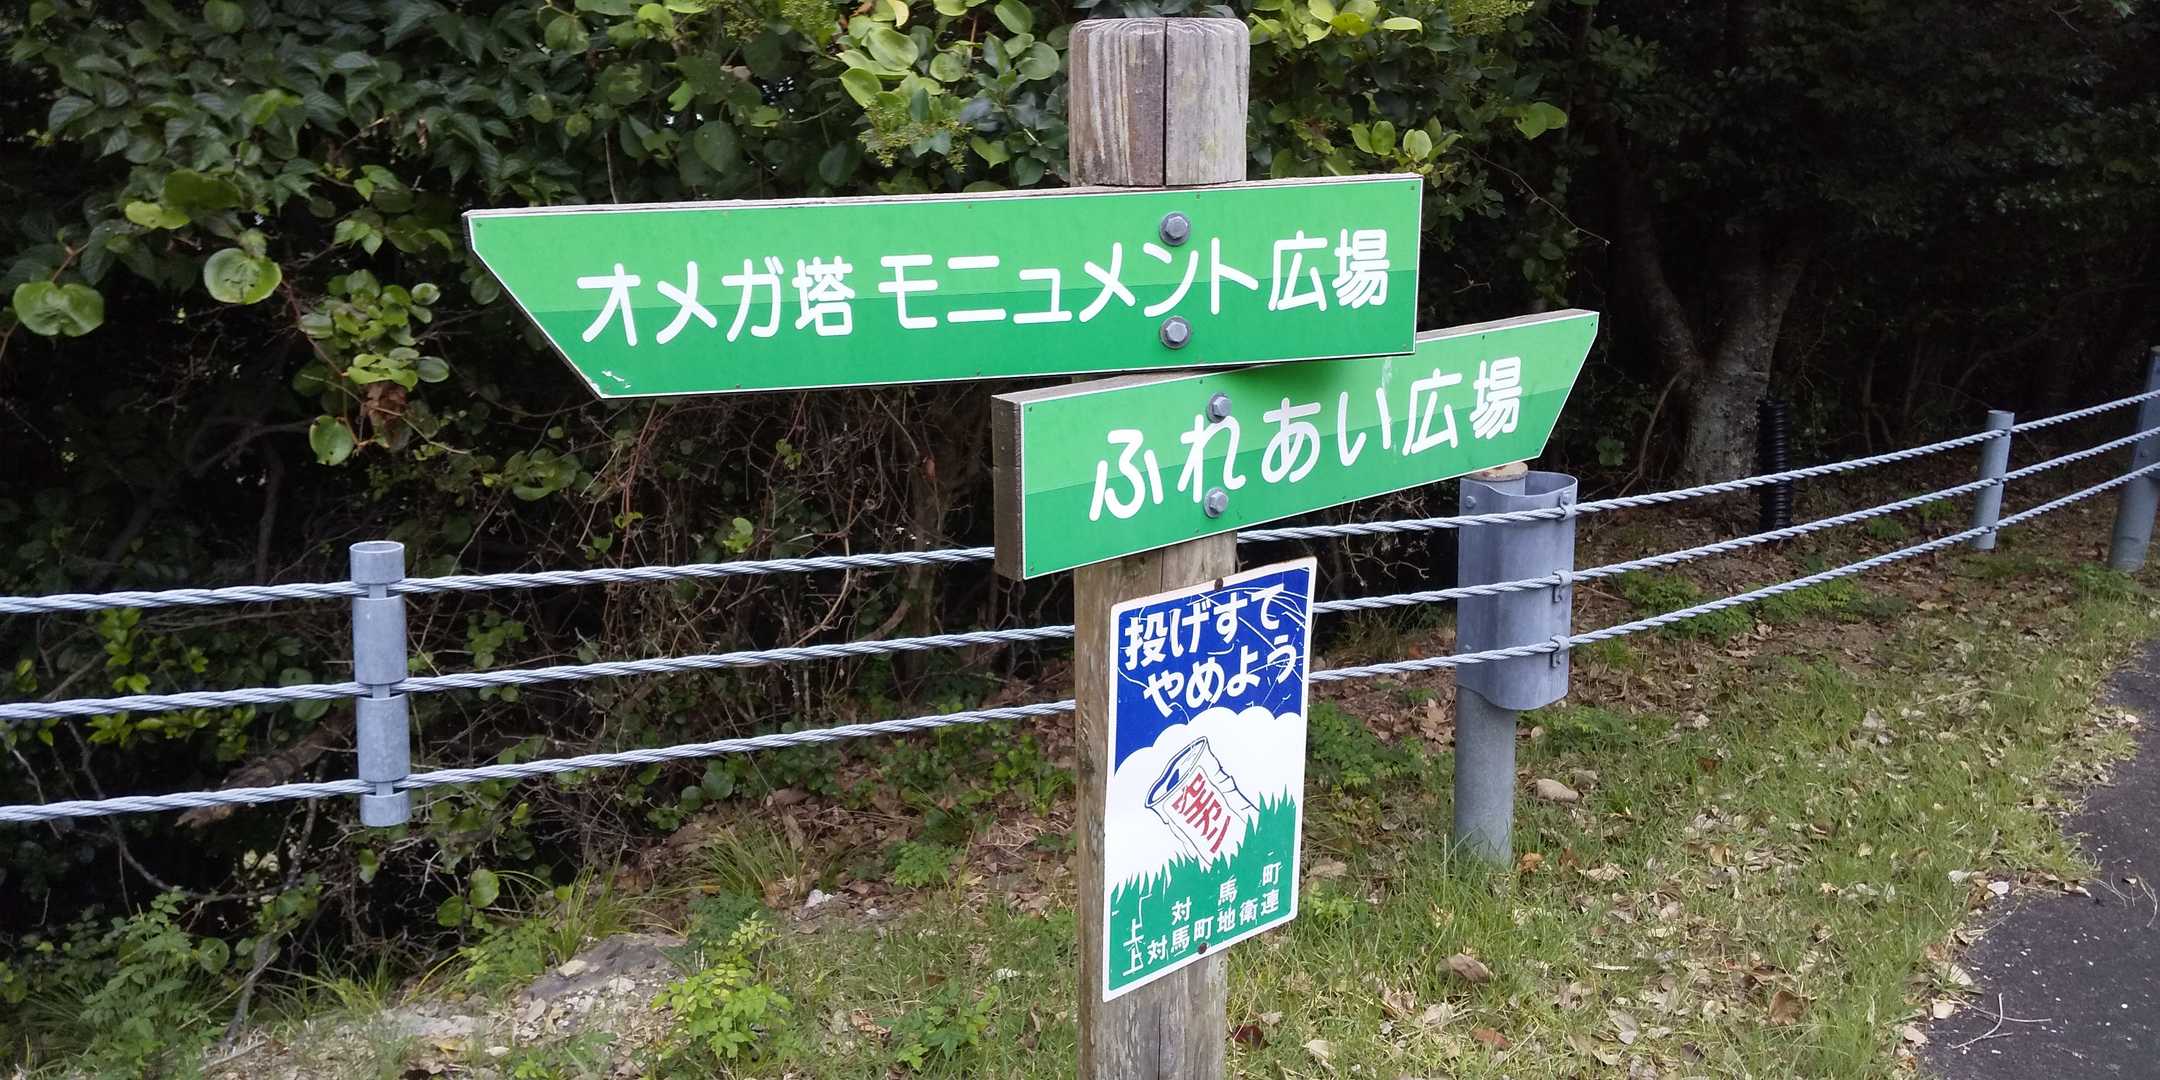 オメガ塔 モニュメント広場
ふれあい広場
投げすて
やめよう
上対馬町
上対馬町地衛連